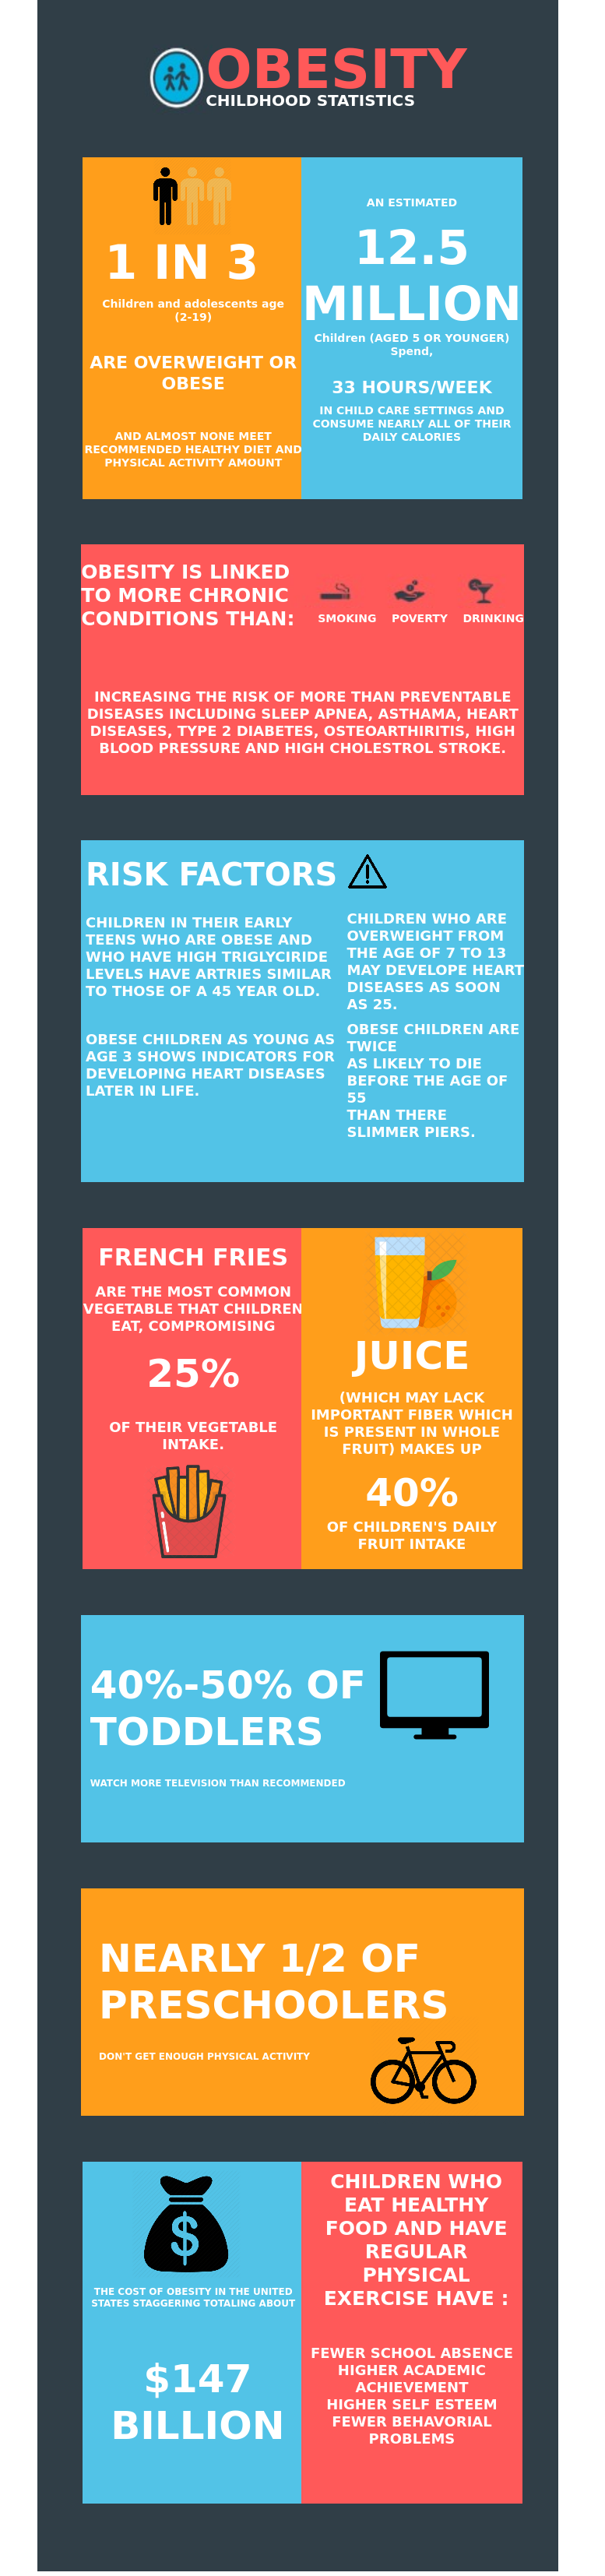 OBESITY
CHILDHOOD STATISTICS
1 IN 3
Children and adolescents age
(2-19)
ARE OVERWEIGHT OR
OBESE
AND ALMOST NONE MEET
RECOMMENDED HEALTHY DIET AND
PHYSICAL ACTIVITY AMOUNT
AN ESTIMATED
12.5
MILLION
Children (AGED 5 OR YOUNGER)
Spend,
33 HOURS/WEEK
IN CHILD CARE SETTINGS AND
CONSUME NEARLY ALL OF THEIR
DAILY CALORIES
OBESITY IS LINKED
TO MORE CHRONIC
CONDITIONS THAN:
SMOKING
POVERTY
DRINKING
INCREASING THE RISK OF MORE THAN PREVENTABLE
DISEASES INCLUDING SLEEP APNEA, ASTHAMA, HEART
DISEASES, TYPE 2 DIABETES, OSTEOARTHIRITIS, HIGH
BLOOD PRESSURE AND HIGH CHOLESTROL STROKE.
RISK FACTORS
CHILDREN IN THEIR EARLY
TEENS WHO ARE OBESE AND
WHO HAVE HIGH TRIGLYCIRIDE
LEVELS HAVE ARTRIES SIMILAR
TO THOSE OF A 45 YEAR OLD.
OBESE CHILDREN AS YOUNG AS
AGE 3 SHOWS INDICATORS FOR
DEVELOPING HEART DISEASES
LATER IN LIFE.
CHILDREN WHO ARE
OVERWEIGHT FROM
THE AGE OF 7 TO 13
MAY DEVELOPE HEART
DISEASES AS SOON
AS 25.
OBESE CHILDREN ARE
TWICE
AS LIKELY TO DIE
BEFORE THE AGE OF
55
THAN THERE
SLIMMER PIERS.
FRENCH FRIES
ARE THE MOST COMMON
VEGETABLE THAT CHILDREN
EAT, COMPROMISING
25%
OF THEIR VEGETABLE
INTAKE.
JUICE
(WHICH MAY LACK
IMPORTANT FIBER WHICH
IS PRESENT IN WHOLE
FRUIT) MAKES UP
40%
OF CHILDREN'S DAILY
FRUIT INTAKE
40%-50% OF
TODDLERS
WATCH MORE TELEVISION THAN RECOMMENDED
NEARLY 1/2 OF
PRESCHOOLERS
DON'T GET ENOUGH PHYSICAL ACTIVITY
$
THE COST OF OBESITY IN THE UNITED
STATES STAGGERING TOTALING ABOUT
$147
BILLION
CHILDREN WHO
EAT HEALTHY
FOOD AND HAVE
REGULAR
PHYSICAL
EXERCISE HAVE :
FEWER SCHOOL ABSENCE
HIGHER ACADEMIC
ACHIEVEMENT
HIGHER SELF ESTEEM
FEWER BEHAVORIAL
PROBLEMS